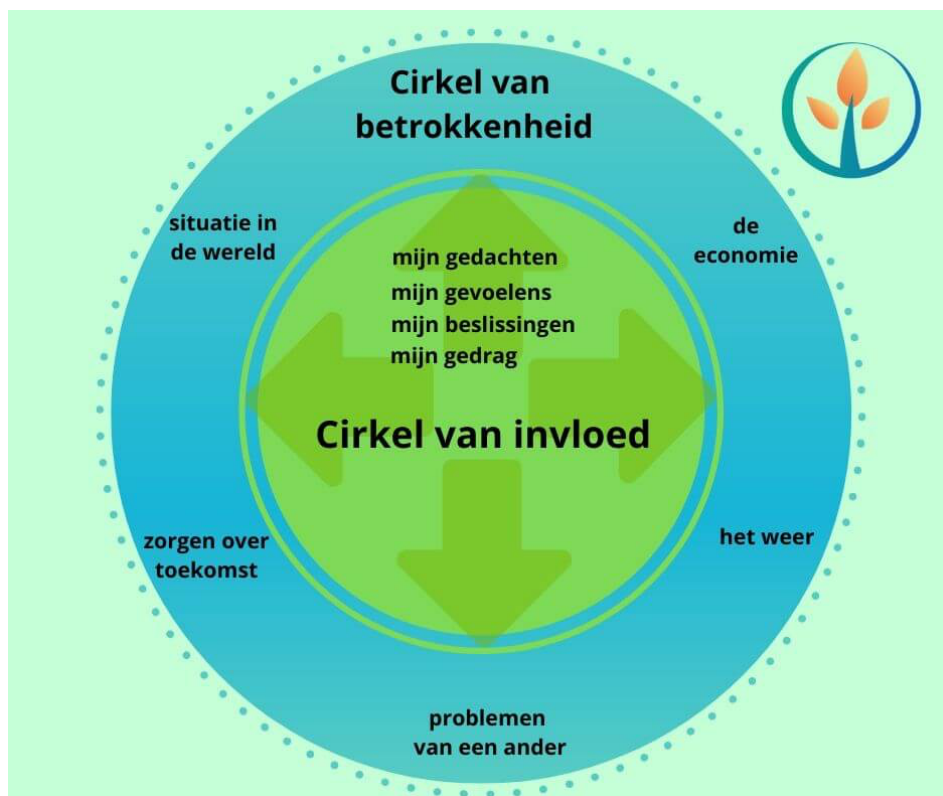 Cirkel van
betrokkenheid
situatie in
de wereld
de
economie
mijn gedachten
mijn gevoelens
mijn beslissingen
mijn gedrag
Cirkel van invloed
zorgen over
toekomst
het weer
problemen
van een ander